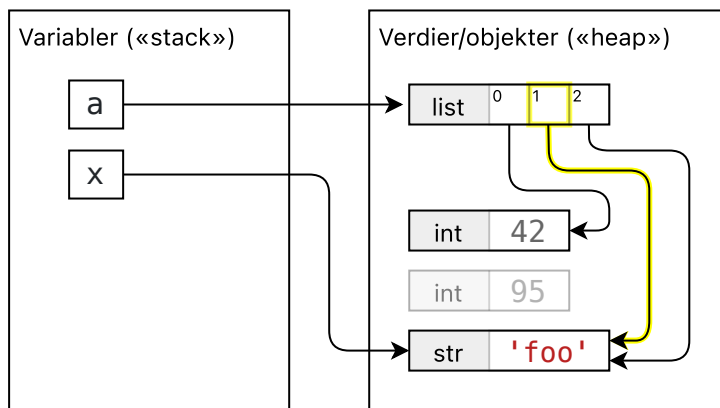 Variabler («stack»)
Verdier/objekter («heap»)
a
list 0 1 2
x
int 42
int 95
str 'foo'